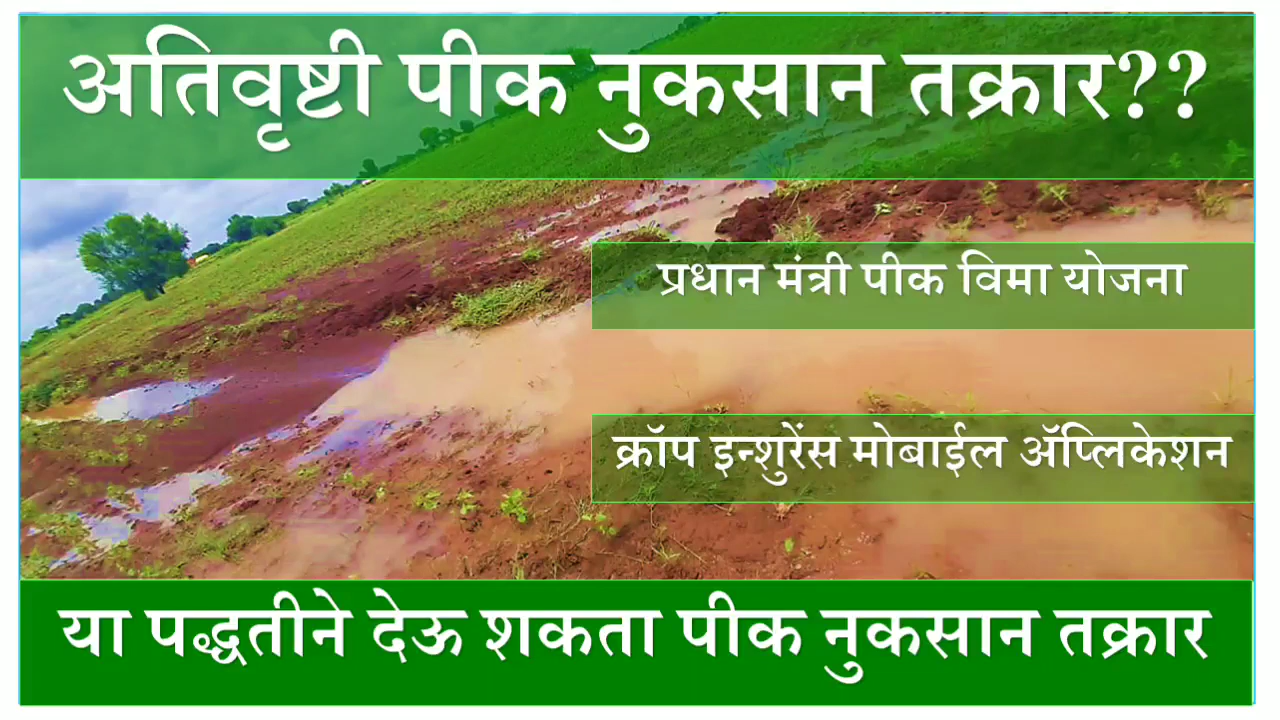 अतिवृष्टी पीक नुकसान तक्रार??
प्रधान मंत्री पीक विमा योजना
क्रॉप इन्शुरेंस मोबाईल ॲप्लिकेशन
या पद्धतीने देऊ शकता पीक नुकसान तक्रार